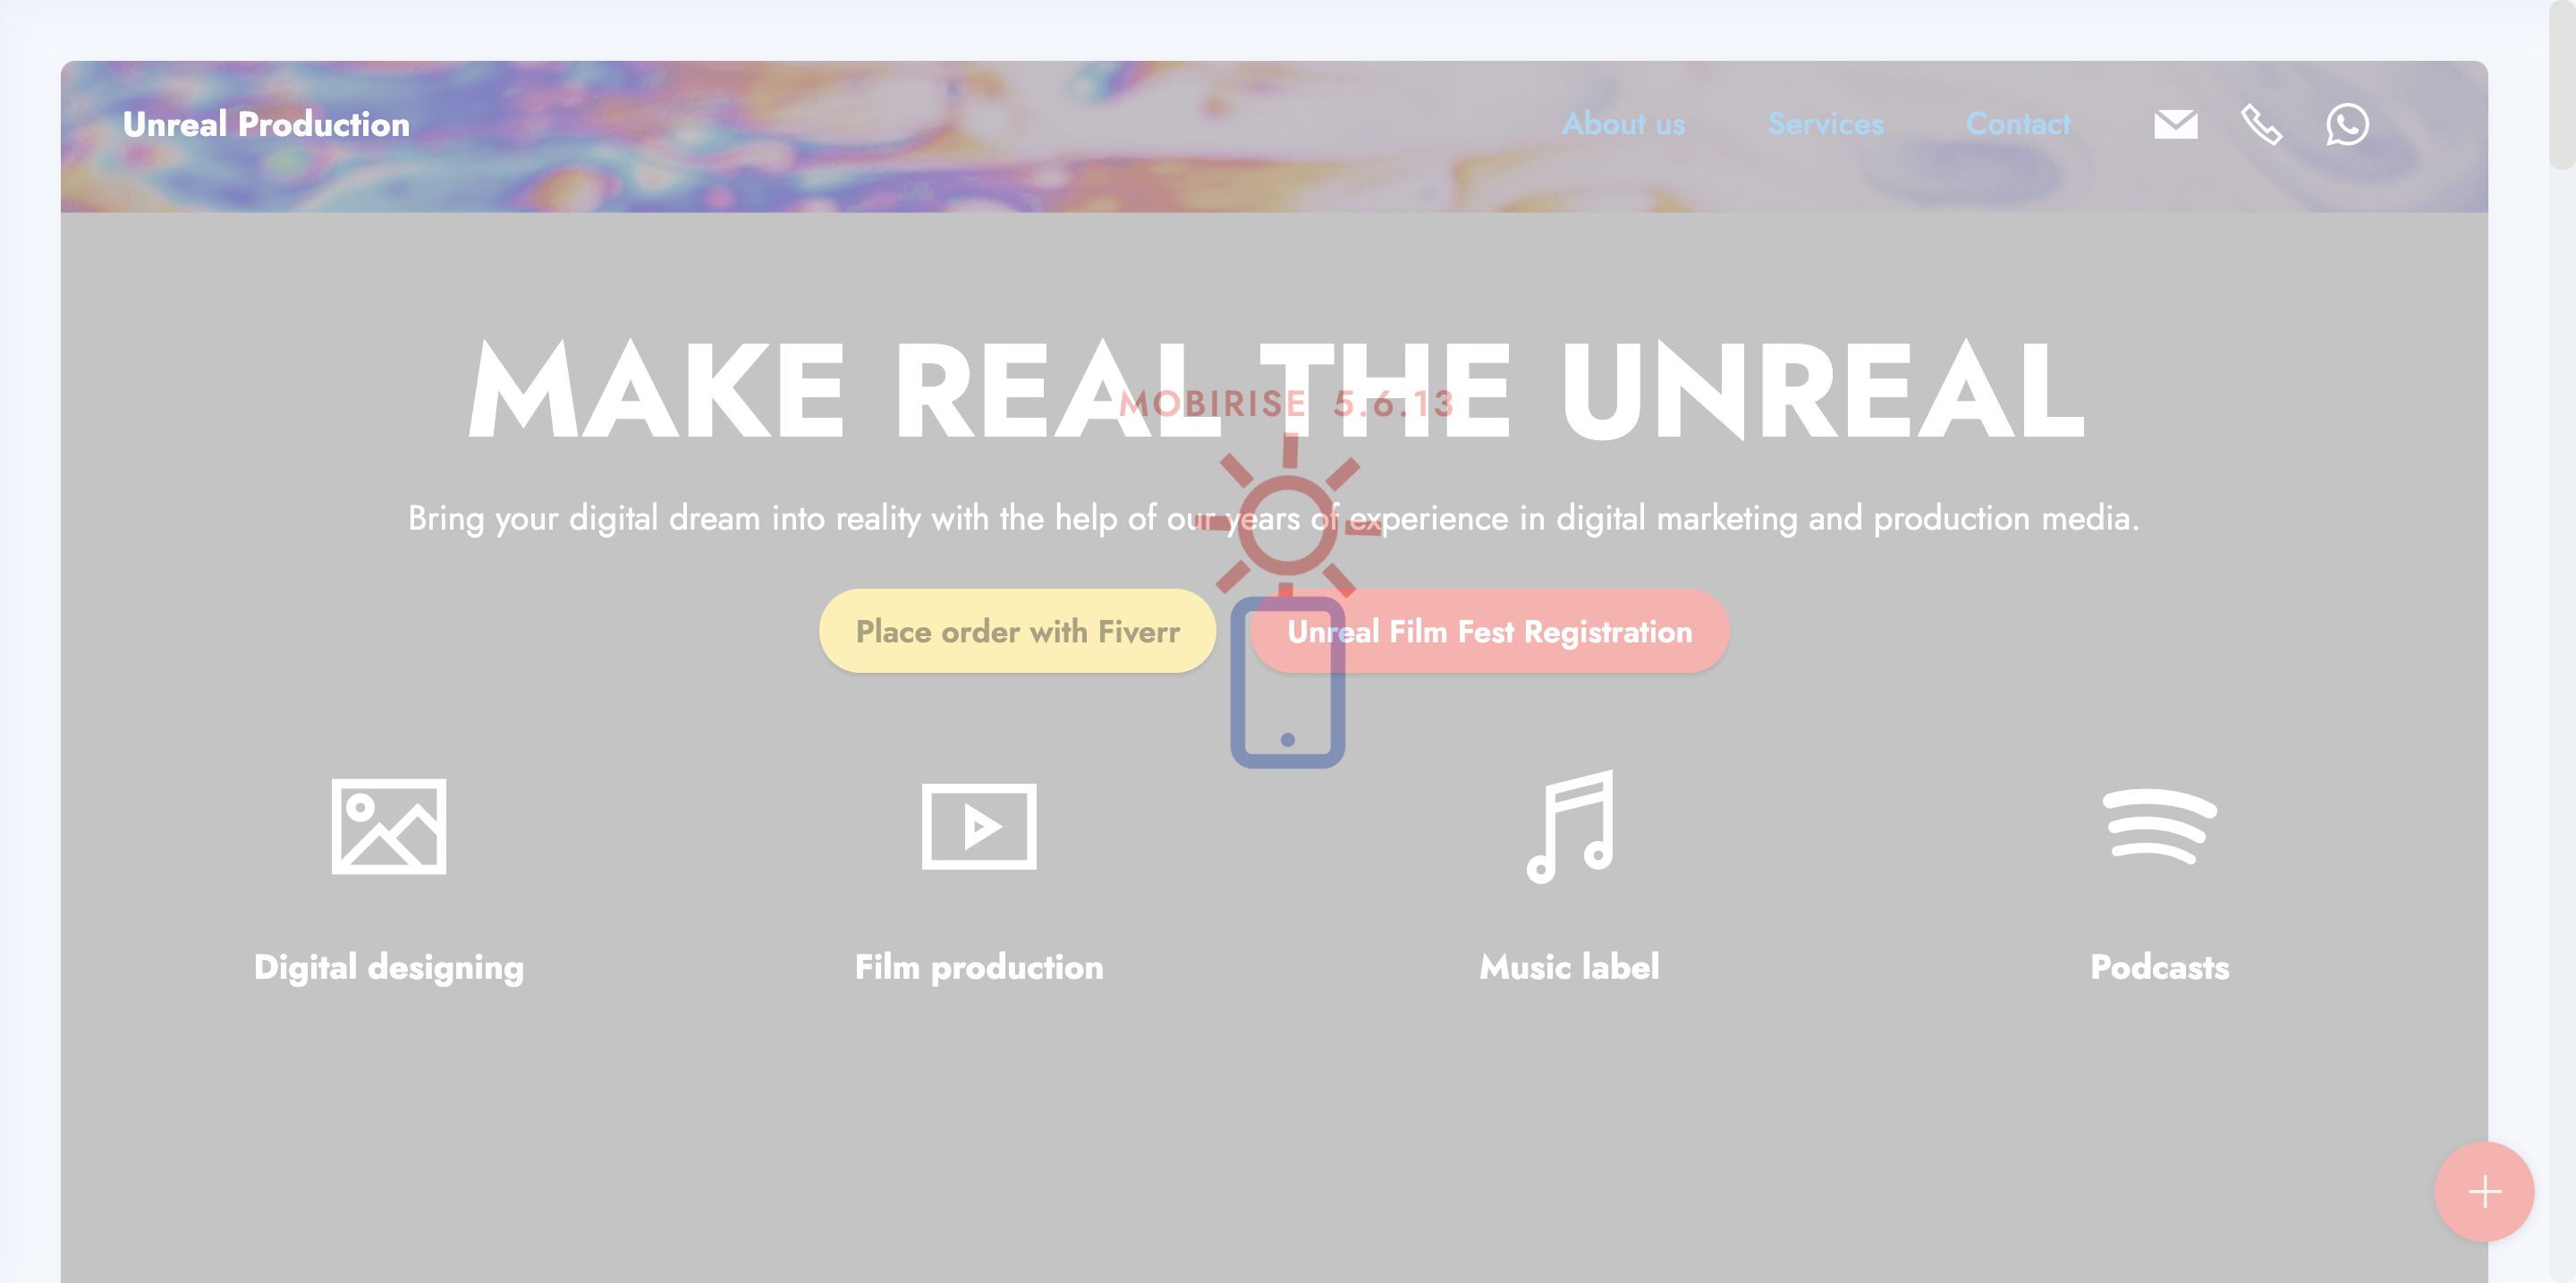 Unreal Production
About us Services Contact
MAKE REAL THE UNREAL
MOBIRISE 5.6.13
Bring your digital dream into reality with the help of our years of experience in digital marketing and production media.
Place order with Fiverr Unreal Film Fest Registration
Digital designing Film production Music label Podcasts